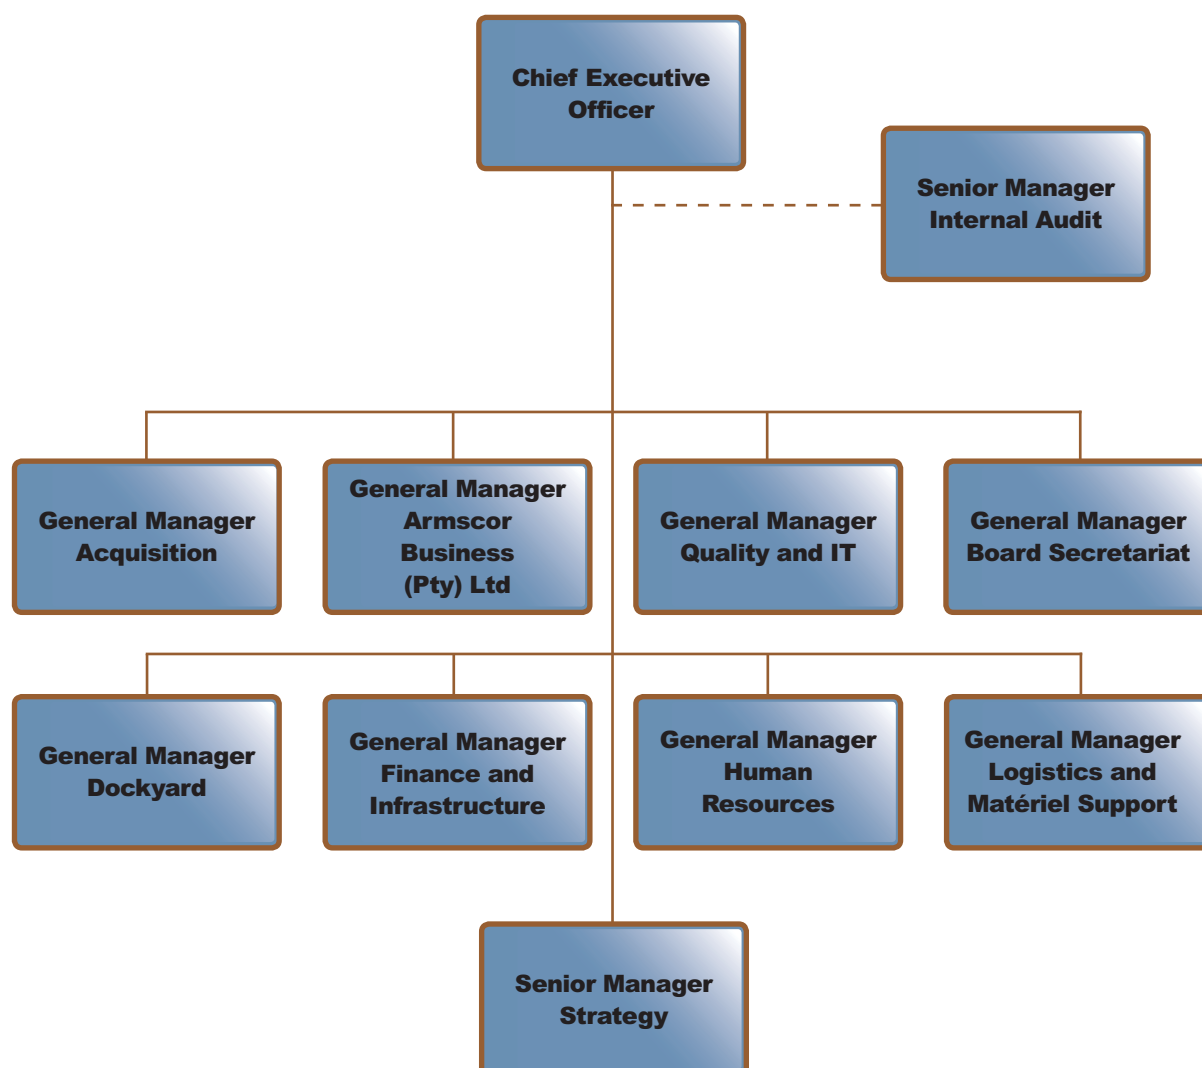 Chief Executive
Officer
Senior Manager
Internal Audit
General Manager
Acquisition
General Manager
Armscor
Business
(Pty) Ltd
General Manager
Quality and IT
General Manager
Board Secretariat
General Manager
Dockyard
General Manager
Finance and
Infrastructure
General Manager
Human
Resources
General Manager
Logistics and
Matériel Support
Senior Manager
Strategy